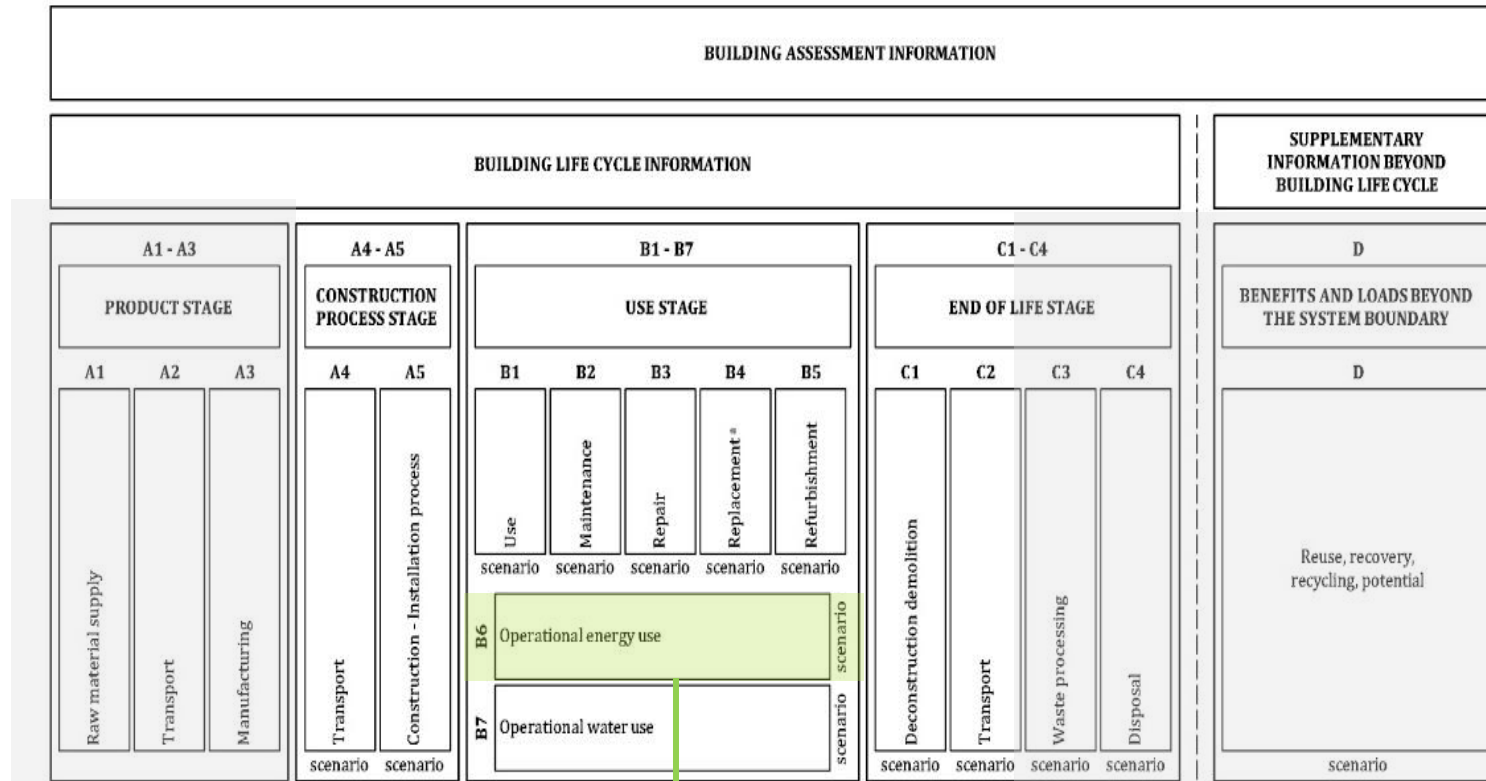 BUILDING ASSESSMENT INFORMATION
BUILDING LIFE CYCLE INFORMATION
SUPPLEMENTARY
INFORMATION BEYOND
BUILDING LIFE CYCLE
A1 - A3
PRODUCT STAGE
A4 - A5
CONSTRUCTION
PROCESS STAGE
B1 - B7
USE STAGE
C1 - C4
END OF LIFE STAGE
D
BENEFITS AND LOADS BEYOND
THE SYSTEM BOUNDARY
A1
A2
A3
A4
A5
B1
B2
B3
B4
B5
C1
C2
C3
C4
D
Raw material supply
Transport
Manufacturing
Transport
scenario
Construction - Installation process
scenario
Use
scenario
Maintenance
scenario
Repair
scenario
Replacement ª
scenario
Refurbishment
scenario
B6
Operational energy use
scenario
B7
Operational water use
scenario
Deconstruction demolition
scenario
Transport
scenario
Waste processing
scenario
Disposal
scenario
Reuse, recovery,
recycling, potential
scenario